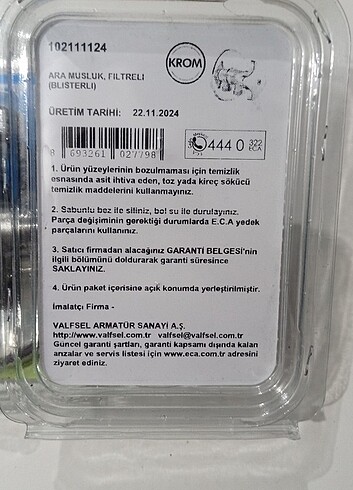 102111124
KROM
ARA MUSLUK, FILTRELİ
(BLISTERLİ)
ÜRETİM TARİHİ: 22.11.2024
8 693261 027798
444 0 322
ECA
1. Ürün yüzeylerinin bozulmaması için temizlik
esnasında asit ihtiva eden, toz yada kireç sökücü
temizlik maddelerini kullanmayınız.
2. Sabuntu bez ile siliniz, bol su ile durulayınız.
Parça değişiminin gerektiği durumlarda E.C.A yedek
parçalarını kullanınız.
3. Satıcı firmadan alacağınız GARANTİ BELGESİ'nin
ilgili bölümünü doldurarak garanti süresince
SAKLAYINIZ.
4. Ürün paket içerisine açık konumda yerleştirilmiştir.
İmalatçı Firma -
VALFSEL ARMATÜR SANAYİ A.Ş.
http://www.valfsel.com.tr valfsel@valfsel.com.tr
Güncel garanti şartları, garanti kapsamı dışında kalan
arızalar ve servis listesi için www.eca.com.tr adresini
ziyaret ediniz.